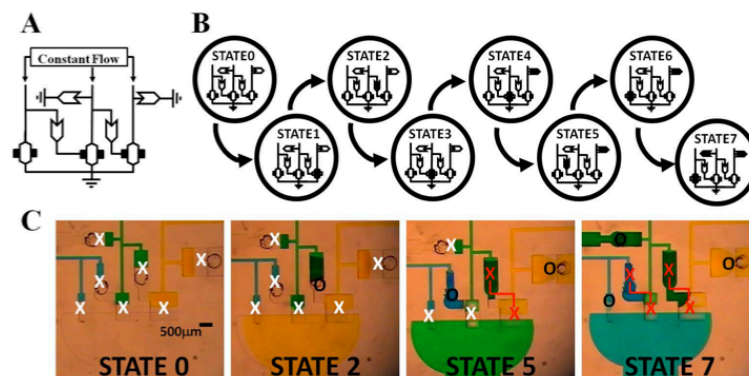 A
Constant Flow
B
STATE0
STATE2
STATE4
STATE6
STATE1
STATE3
STATE5
STATE7
C
X
X
X
X
X
X
X
500μm
STATE 0
X
X
O
X
X
X
X
STATE 2
X
X
O
O
X
X
X
STATE 5
O
X
X
O
O
X
X
STATE 7